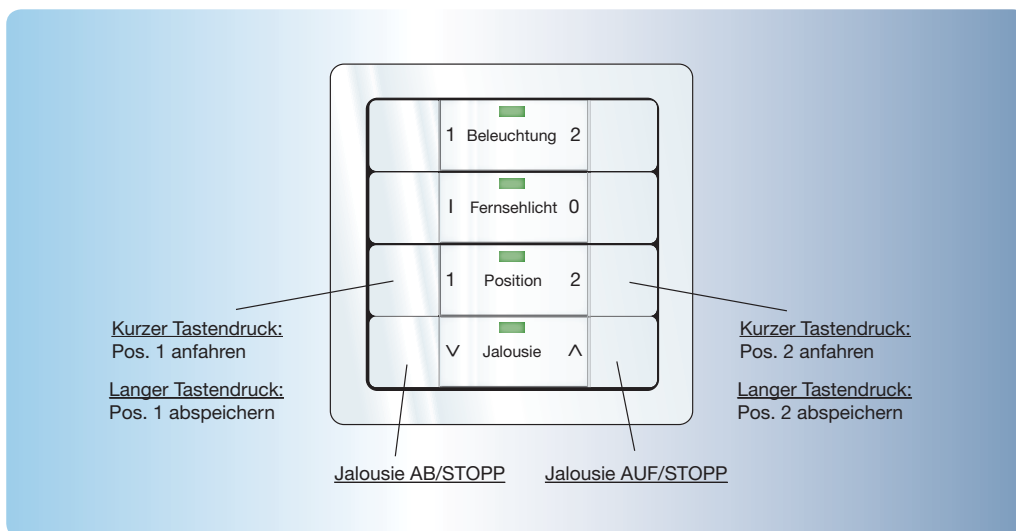 1 Beleuchtung 2
I Fernsehlicht 0
1 Position 2
V Jalousie Λ
Kurzer Tastendruck:
Pos. 1 anfahren
Langer Tastendruck:
Pos. 1 abspeichern
Kurzer Tastendruck:
Pos. 2 anfahren
Langer Tastendruck:
Pos. 2 abspeichern
Jalousie AB/STOPP
Jalousie AUF/STOPP